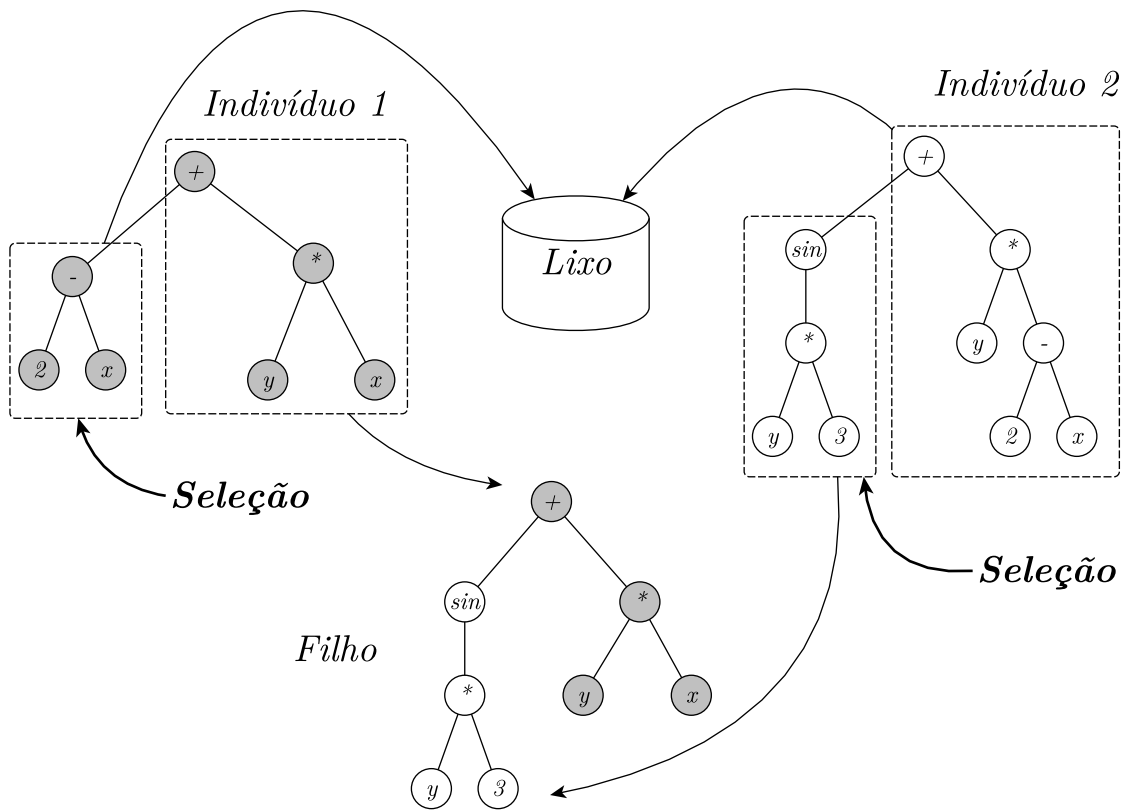 Indivíduo 1
Indivíduo 2
+
-
*
2
x
y
x
Lixo
+
sin
*
*
y
-
y
3
2
x
Seleção
Seleção
+
sin
*
Filho
*
y
x
y
3